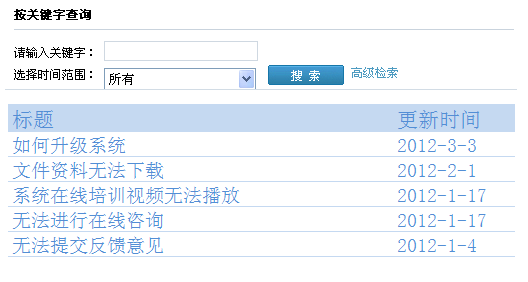 按关键字查询
请输入关键字：
选择时间范围： 所有 搜 索 高级检索
标题 更新时间
如何升级系统 2012-3-3
文件资料无法下载 2012-2-1
系统在线培训视频无法播放 2012-1-17
无法进行在线咨询 2012-1-17
无法提交反馈意见 2012-1-4